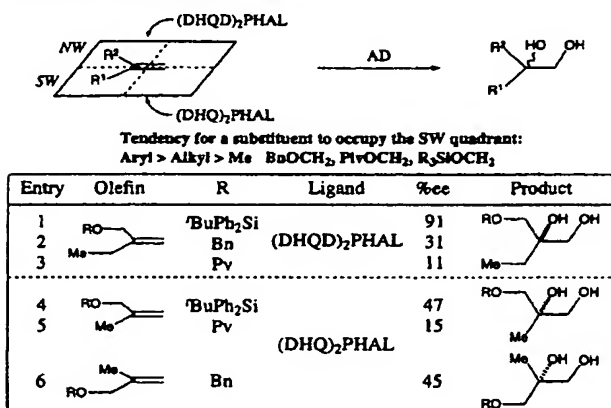 (DHQD)₂PHAL
NW
R²
SW
R¹
(DHQ)₂PHAL
AD
R² HO OH
R¹
Tendency for a substituent to occupy the SW quadrant:
Aryl > Alkyl > Me BnOCH₂, PivOCH₂, R₃SiOCH₂
Entry Olefin R Ligand %ee Product
1 ᵗBuPh₂Si 91
2 Bn 31
3 Pv 11
RO
Me
(DHQD)₂PHAL
RO OH OH
Me
4 ᵗBuPh₂Si 47
5 Pv 15
RO
Me
(DHQ)₂PHAL
RO OH OH
Me
6 Bn 45
Me
RO
Me OH OH
RO